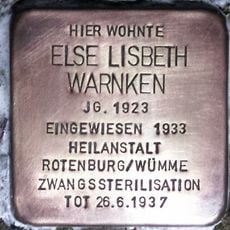 HIER WOHNTE
ELSE LISBETH
WARNKEN
JG. 1923
EINGEWIESEN 1933
HEILANSTALT
ROTENBURG/WÜMME
ZWANGSSTERILISATION
TOT 26.6.1937